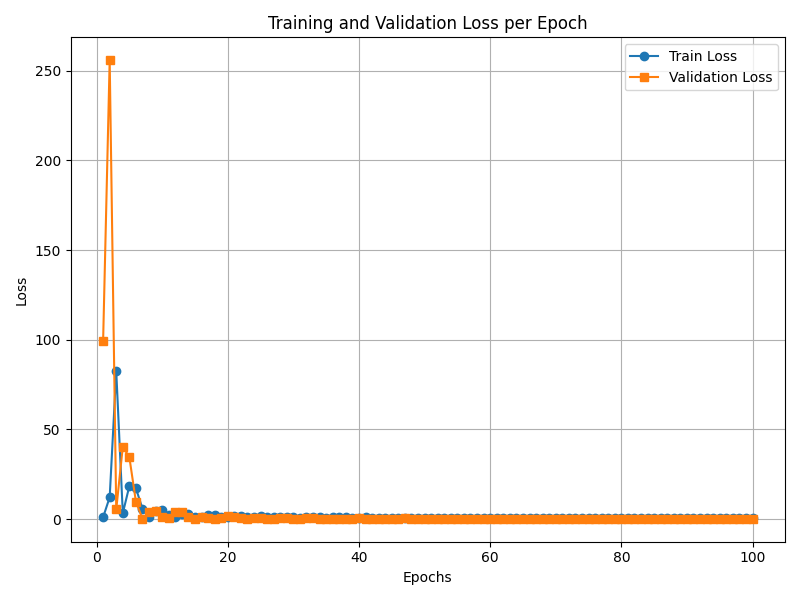 Training and Validation Loss per Epoch
Train Loss
Validation Loss
250
200
150
100
50
0
Loss
0 20 40 60 80 100
Epochs